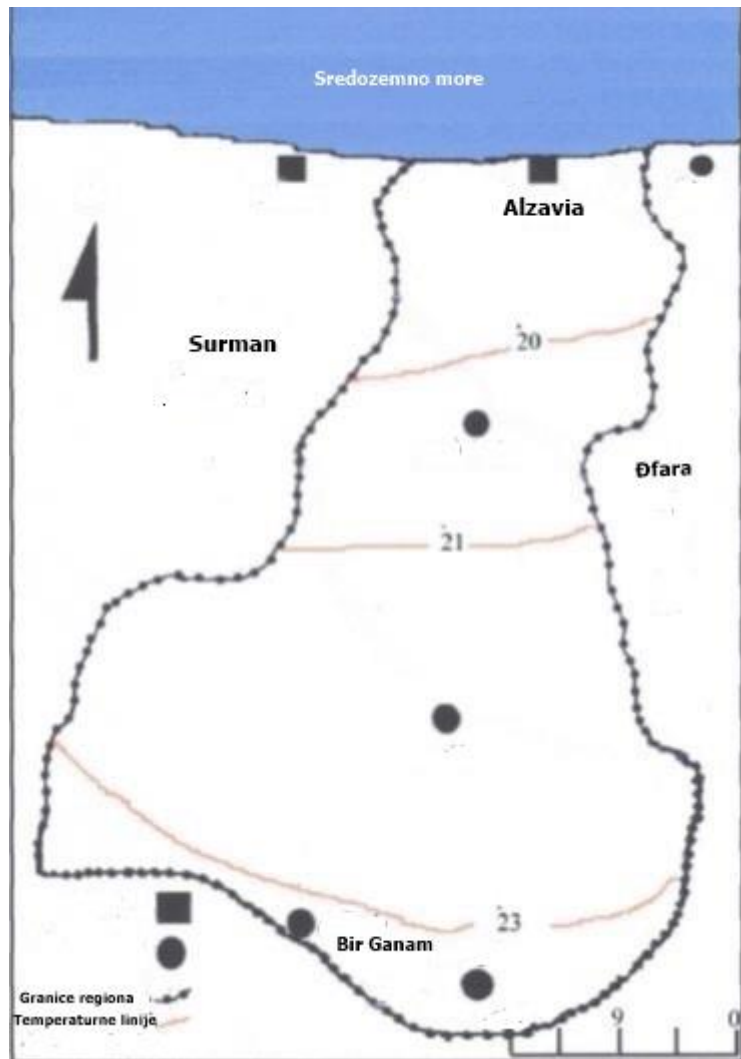 Sredozemno more
Alzavia
20
Surman
Đfara
21
23
Bir Ganam
Granice regiona
Temperaturne linije
9 0